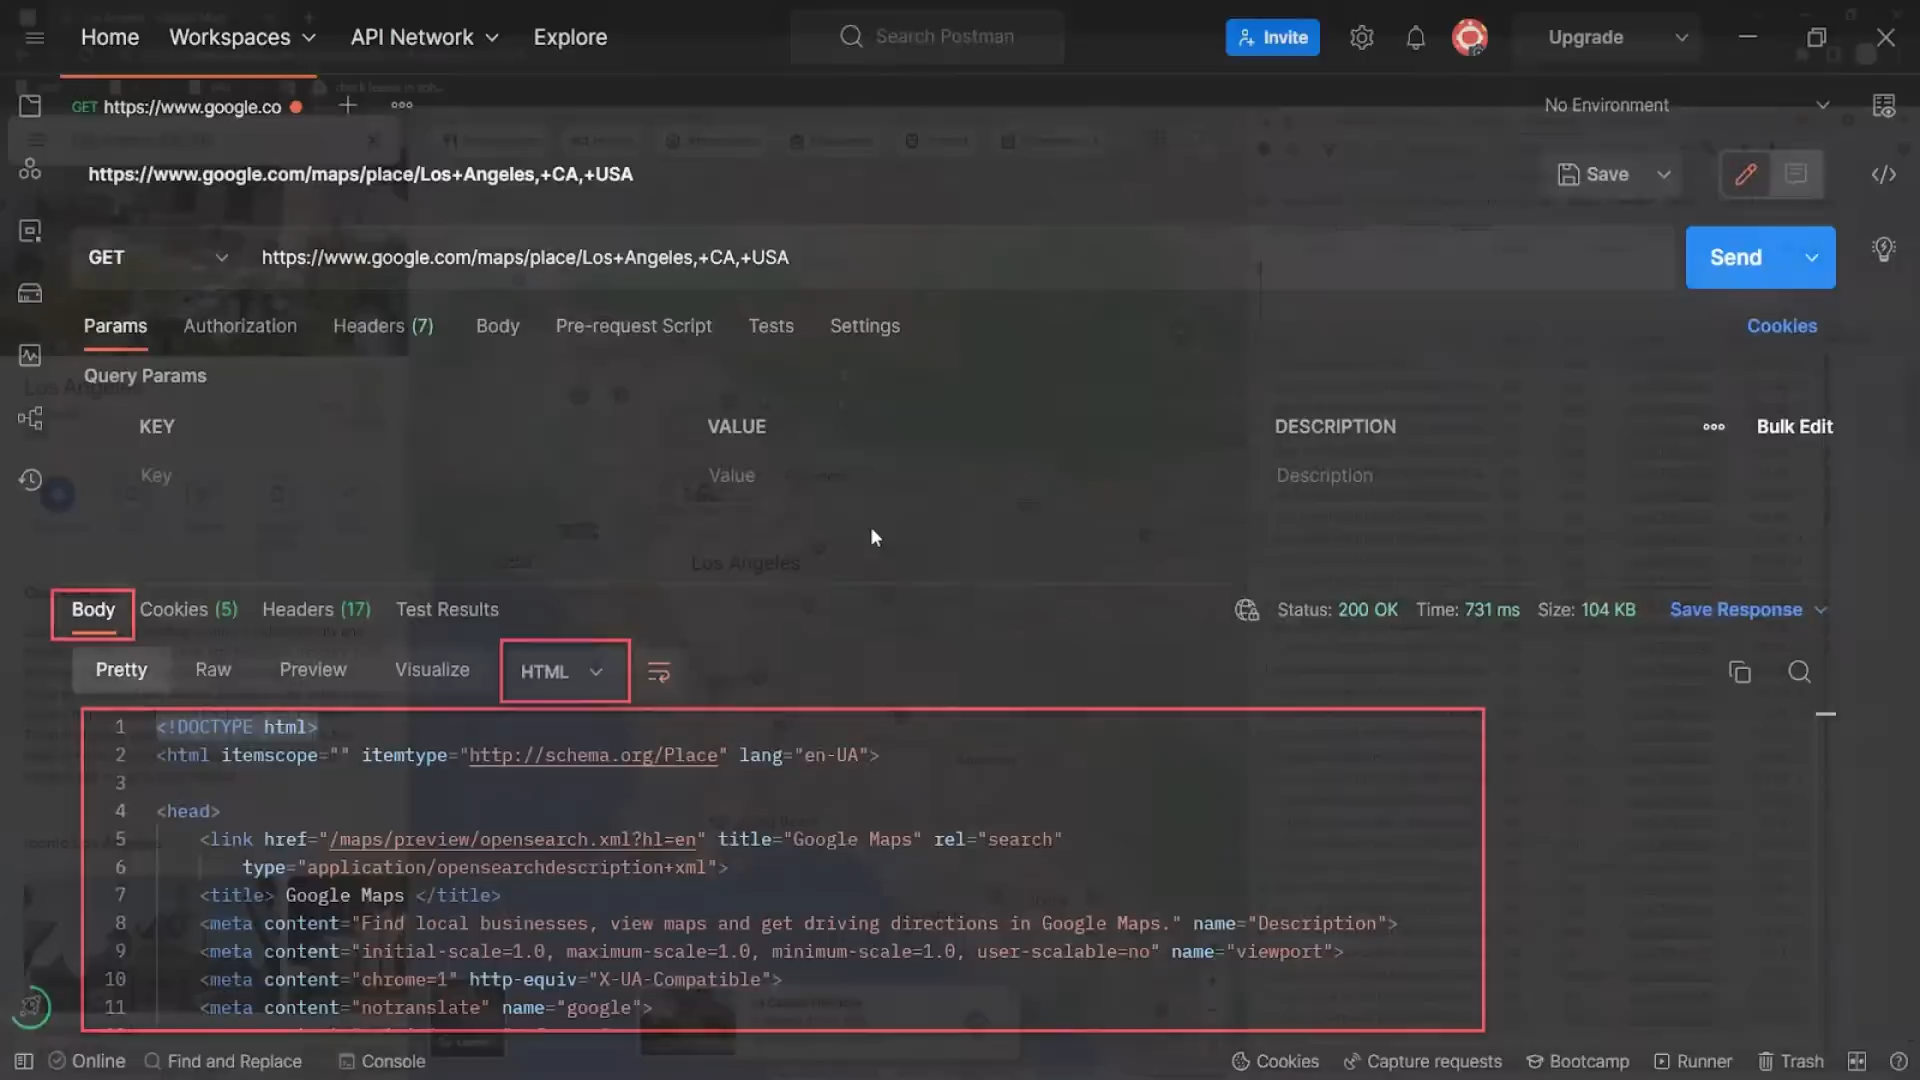 Home
Workspaces
API Network
Explore
Search Postman
Invite
Upgrade
GET https://www.google.co
No Environment
https://www.google.com/maps/place/Los+Angeles,+CA,+USA
Save
GET
https://www.google.com/maps/place/Los+Angeles,+CA,+USA
Send
Params
Authorization
Headers (7)
Body
Pre-request Script
Tests
Settings
Cookies
Query Params
Los Angeles
KEY
VALUE
DESCRIPTION
Bulk Edit
Key
Value
Description
Los Angeles
Body
Cookies (5)
Headers (17)
Test Results
Status: 200 OK
Time: 731 ms
Size: 104 KB
Save Response
Pretty
Raw
Preview
Visualize
HTML
1 <!DOCTYPE html>
2 <html itemscope="" itemtype="http://schema.org/Place" lang="en-UA">
3
4 <head>
5 <link href="/maps/preview/opensearch.xml?hl=en" title="Google Maps" rel="search"
6 type="application/opensearchdescription+xml">
7 <title> Google Maps </title>
8 <meta content="Find local businesses, view maps and get driving directions in Google Maps." name="Description">
9 <meta content="initial-scale=1.0, maximum-scale=1.0, minimum-scale=1.0, user-scalable=no" name="viewport">
10 <meta content="chrome=1" http-equiv="X-UA-Compatible">
11 <meta content="notranslate" name="google">
Online
Find and Replace
Console
Cookies
Capture requests
Bootcamp
Runner
Trash